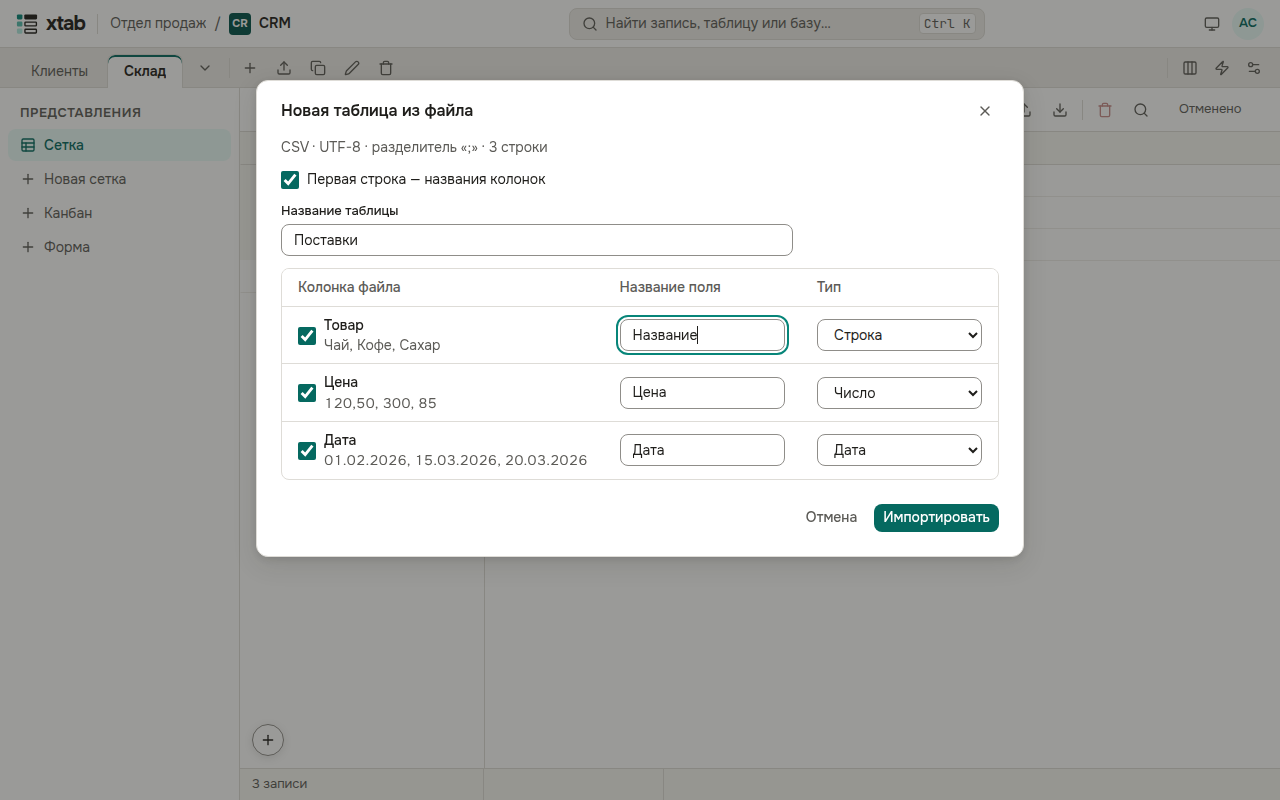 xtab
Отдел продаж / CR CRM
Найти запись, таблицу или базу... Ctrl K
АС
Клиенты
Склад
ПРЕДСТАВЛЕНИЯ
Сетка
Новая сетка
Канбан
Форма
Отменено
Новая таблица из файла
CSV · UTF-8 · разделитель «;» · 3 строки
Первая строка — названия колонок
Название таблицы
Поставки
Колонка файла Название поля Тип
Товар
Чай, Кофе, Сахар
Название
Строка
Цена
120,50, 300, 85
Цена
Число
Дата
01.02.2026, 15.03.2026, 20.03.2026
Дата
Дата
Отмена
Импортировать
3 записи